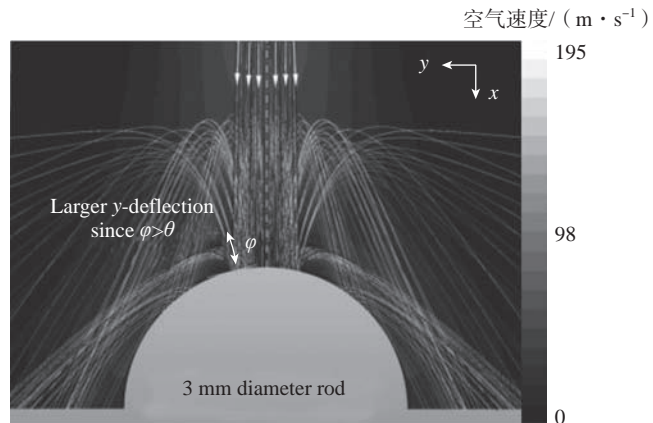 空气速度/（m·s⁻¹）
195
y
x
Larger y-deflection
since φ>θ
φ
98
3 mm diameter rod
0